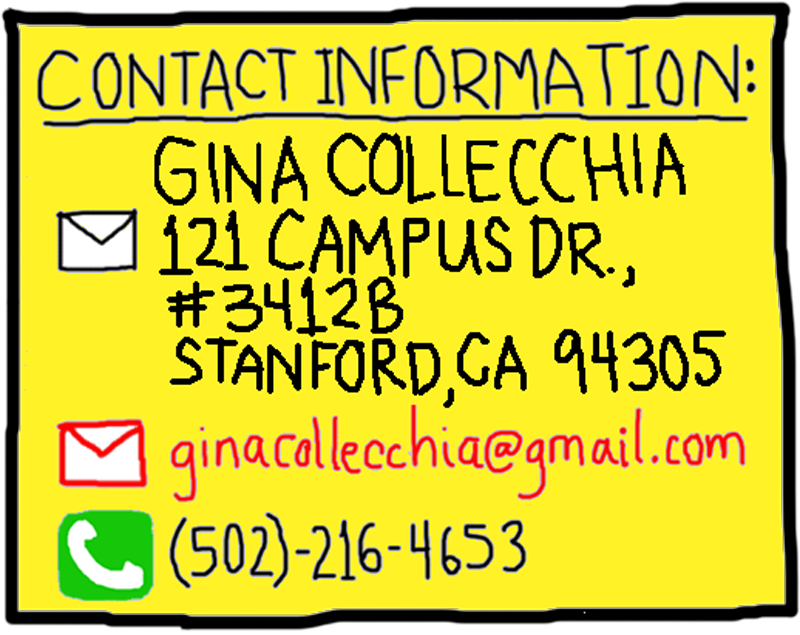 CONTACT INFORMATION:
GINA COLLECCHIA
121 CAMPUS DR.,
#3412B
STANFORD, CA 94305
ginacollecchia@gmail.com
(502)-216-4653